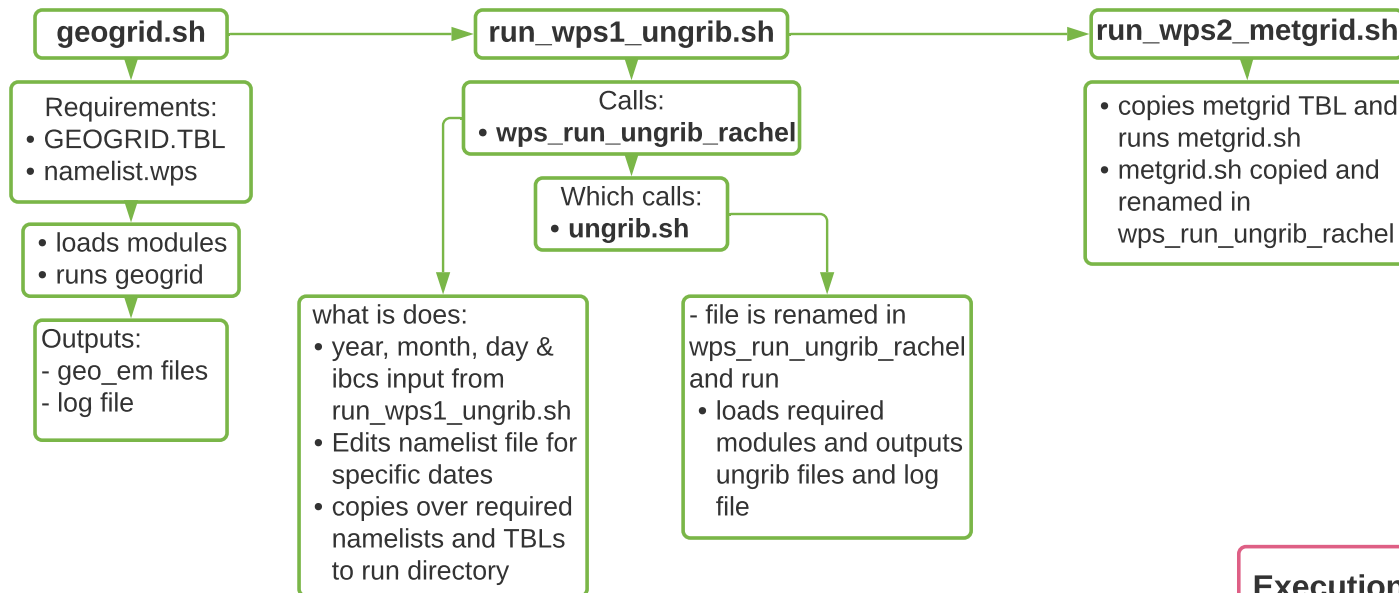 geogrid.sh
Requirements:
• GEOGRID.TBL
• namelist.wps
• loads modules
• runs geogrid
Outputs:
- geo_em files
- log file
run_wps1_ungrib.sh
Calls:
• wps_run_ungrib_rachel
Which calls:
• ungrib.sh
what is does:
• year, month, day &
ibcs input from
run_wps1_ungrib.sh
• Edits namelist file for
specific dates
• copies over required
namelists and TBLs
to run directory
- file is renamed in
wps_run_ungrib_rachel
and run
• loads required
modules and outputs
ungrib files and log
file
run_wps2_metgrid.sh
• copies metgrid TBL and
runs metgrid.sh
• metgrid.sh copied and
renamed in
wps_run_ungrib_rachel
Execution